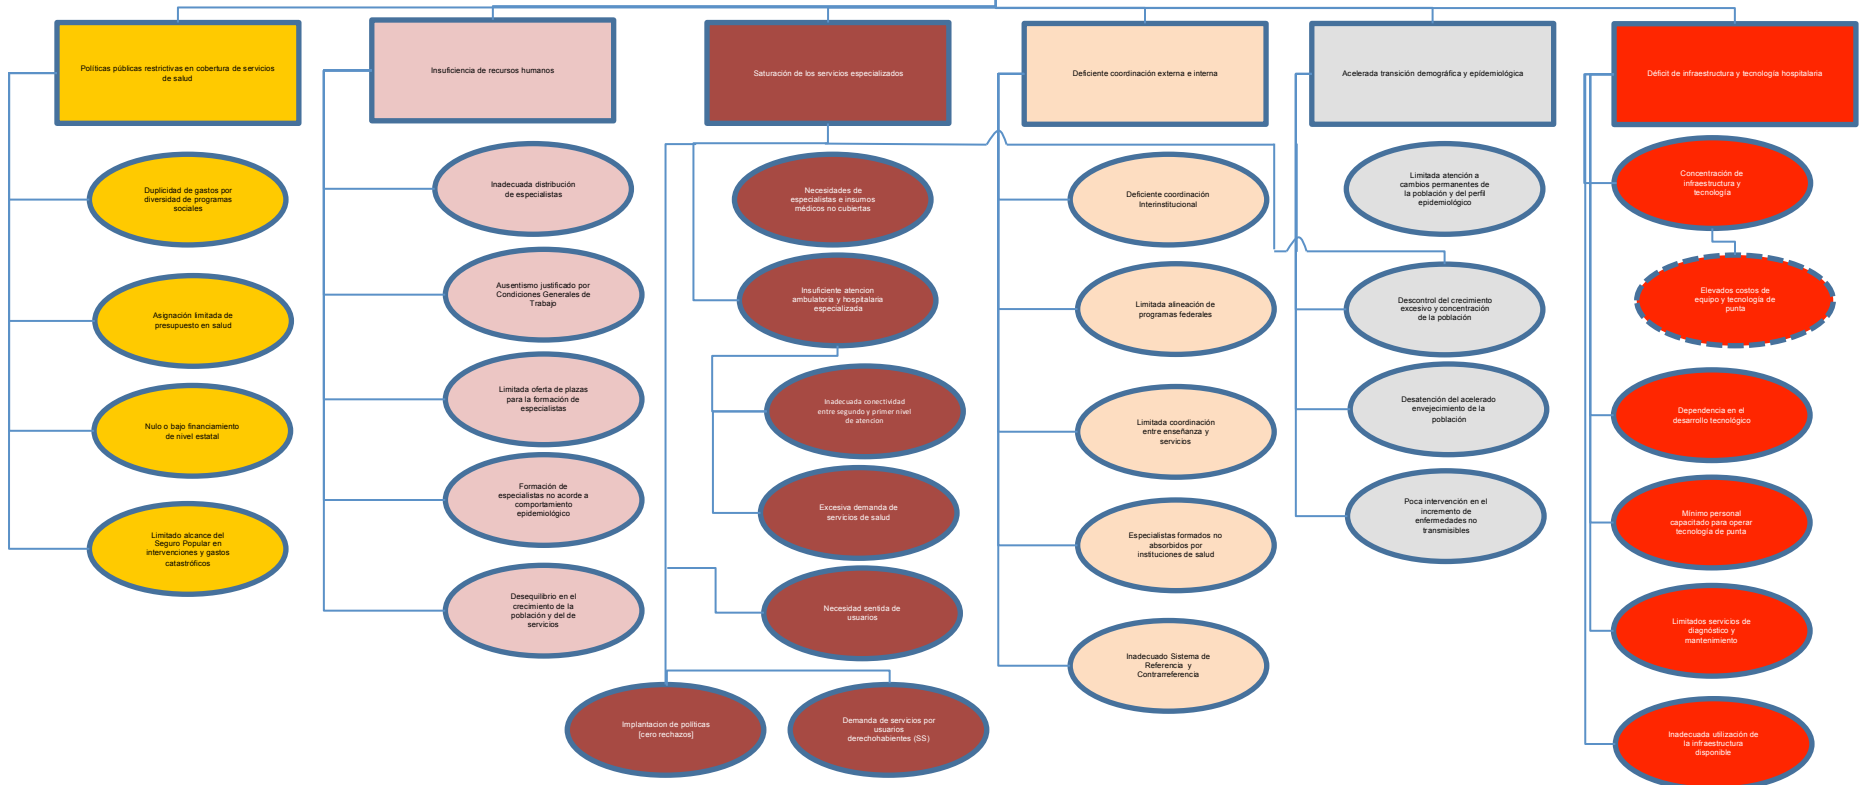 Políticas públicas restrictivas en cobertura de servicios
de salud
Duplicidad de gastos por
diversidad de programas
sociales
Asignación limitada de
presupuesto en salud
Nulo o bajo financiamiento
de nivel estatal
Limitado alcance del
Seguro Popular en
intervenciones y gastos
catastróficos
Insuficiencia de recursos humanos
Inadecuada distribución
de especialistas
Ausentismo justificado por
Condiciones Generales de
Trabajo
Limitada oferta de plazas
para la formación de
especialistas
Formación de
especialistas no acorde a
comportamiento
epidemiológico
Desequilibrio en el
crecimiento de la
población y del de
servicios
Saturación de los servicios especializados
Necesidades de
especialistas e insumos
médicos no cubiertas
Insuficiente atencion
ambulatoria y hospitalaria
especializada
Inadecuada conectividad
entre segundo y primer nivel
de atencion
Excesiva demanda de
servicios de salud
Necesidad sentida de
usuarios
Implantacion de políticas
[cero rechazos]
Demanda de servicios por
usuarios
derechohabientes (SS)
Deficiente coordinación externa e interna
Deficiente coordinación
Interinstitucional
Limitada alineación de
programas federales
Limitada coordinación
entre enseñanza y
servicios
Especialistas formados no
absorbidos por
instituciones de salud
Inadecuado Sistema de
Referencia y
Contrarreferencia
Acelerada transición demográfica y epidemiológica
Limitada atención a
cambios permanentes de
la población y del perfil
epidemiológico
Descontrol del crecimiento
excesivo y concentración
de la población
Desatención del acelerado
envejecimiento de la
población
Poca intervención en el
incremento de
enfermedades no
transmisibles
Déficit de infraestructura y tecnología hospitalaria
Concentración de
infraestructura y
tecnología
Elevados costos de
equipo y tecnología de
punta
Dependencia en el
desarrollo tecnológico
Mínimo personal
capacitado para operar
tecnología de punta
Limitados servicios de
diagnóstico y
mantenimiento
Inadecuada utilización de
la infraestructura
disponible